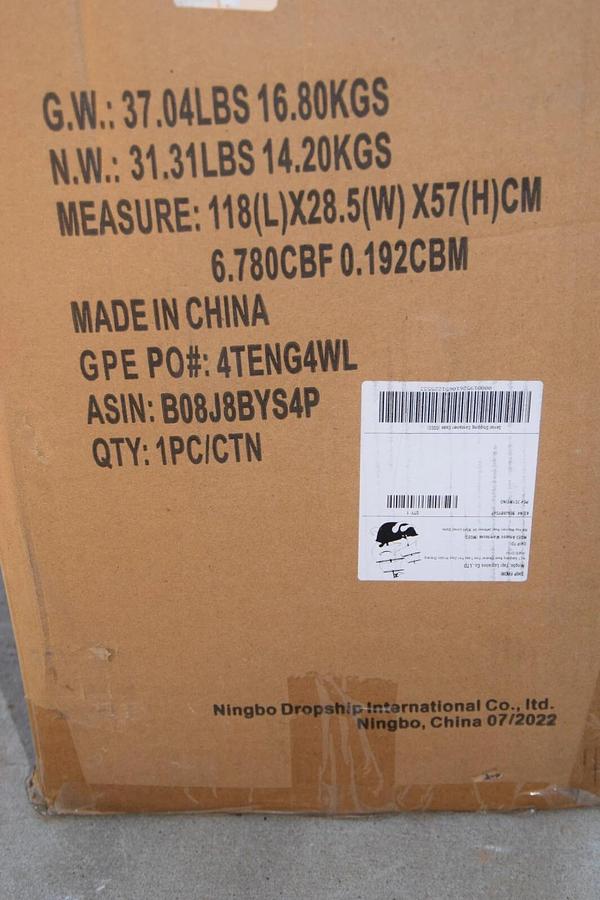 G.W.: 37.04LBS 16.80KGS
N.W.: 31.31LBS 14.20KGS
MEASURE: 118(L)X28.5(W) X57(H)CM
6.780CBF 0.192CBM
MADE IN CHINA
GPE PO#: 4TENG4WL
ASIN: B08J8BYS4P
QTY: 1PC/CTN
Ningbo Dropship International Co., ltd.
Ningbo, China 07/2022